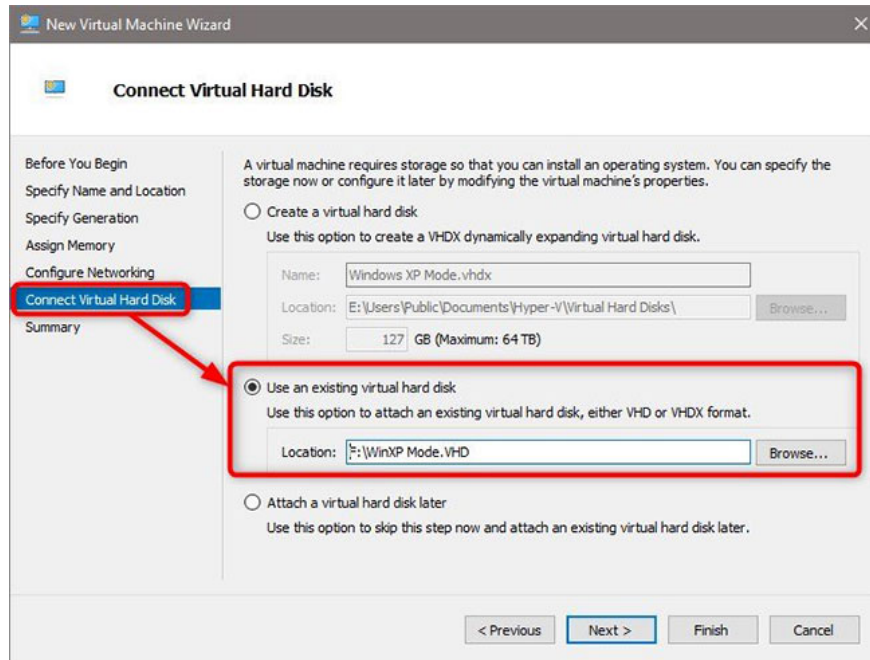 New Virtual Machine Wizard
Connect Virtual Hard Disk
Before You Begin
Specify Name and Location
Specify Generation
Assign Memory
Configure Networking
Connect Virtual Hard Disk
Summary
A virtual machine requires storage so that you can install an operating system. You can specify the
storage now or configure it later by modifying the virtual machine's properties.
Create a virtual hard disk
Use this option to create a VHDX dynamically expanding virtual hard disk.
Name: Windows XP Mode.vhdx
Location: E:\Users\Public\Documents\Hyper-V\Virtual Hard Disks\ Browse...
Size: 127 GB (Maximum: 64 TB)
Use an existing virtual hard disk
Use this option to attach an existing virtual hard disk, either VHD or VHDX format.
Location: F:\WinXP Mode.VHD Browse...
Attach a virtual hard disk later
Use this option to skip this step now and attach an existing virtual hard disk later.
< Previous Next > Finish Cancel